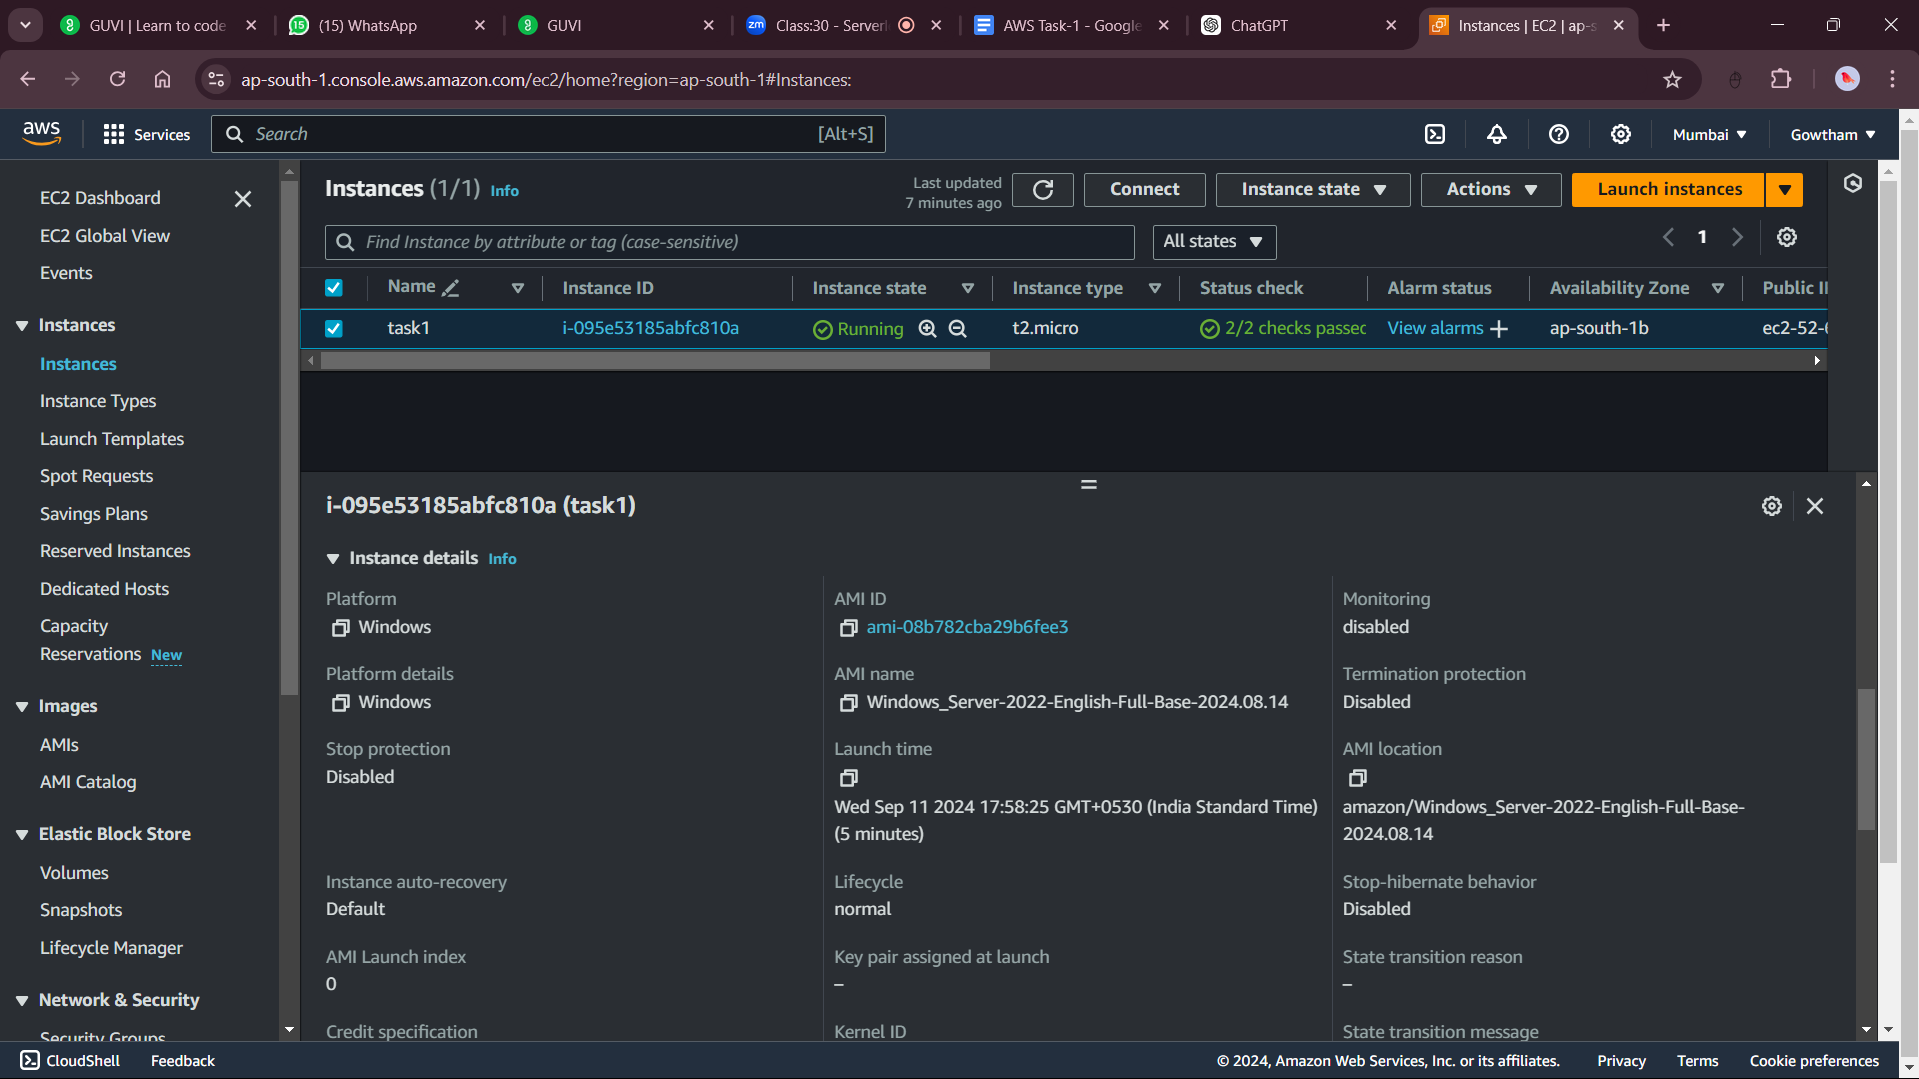 GUVI | Learn to code
(15) WhatsApp
GUVI
zm
Class:30 - Server
AWS Task-1 - Google
ChatGPT
Instances | EC2 | ap-s
ap-south-1.console.aws.amazon.com/ec2/home?region=ap-south-1#Instances:
aws
Services
Search
[Alt+S]
Mumbai
Gowtham
EC2 Dashboard
EC2 Global View
Events
Instances
Instances
Instance Types
Launch Templates
Spot Requests
Savings Plans
Reserved Instances
Dedicated Hosts
Capacity
Reservations New
Images
AMIs
AMI Catalog
Elastic Block Store
Volumes
Snapshots
Lifecycle Manager
Network & Security
Security Groups
Instances (1/1) Info
Last updated
7 minutes ago
Connect
Instance state
Actions
Launch instances
Find Instance by attribute or tag (case-sensitive)
All states
1
Name
Instance ID
Instance state
Instance type
Status check
Alarm status
Availability Zone
Public I
task1
i-095e53185abfc810a
Running
t2.micro
2/2 checks passec
View alarms
ap-south-1b
ec2-52-
i-095e53185abfc810a (task1)
Instance details Info
Platform
Windows
AMI ID
ami-08b782cba29b6fee3
Monitoring
disabled
Platform details
Windows
AMI name
Windows_Server-2022-English-Full-Base-2024.08.14
Termination protection
Disabled
Stop protection
Disabled
Launch time
Wed Sep 11 2024 17:58:25 GMT+0530 (India Standard Time)
(5 minutes)
AMI location
amazon/Windows_Server-2022-English-Full-Base-
2024.08.14
Instance auto-recovery
Default
Lifecycle
normal
Stop-hibernate behavior
Disabled
AMI Launch index
0
Key pair assigned at launch
–
State transition reason
–
Credit specification
Kernel ID
State transition message
CloudShell
Feedback
© 2024, Amazon Web Services, Inc. or its affiliates.
Privacy
Terms
Cookie preferences